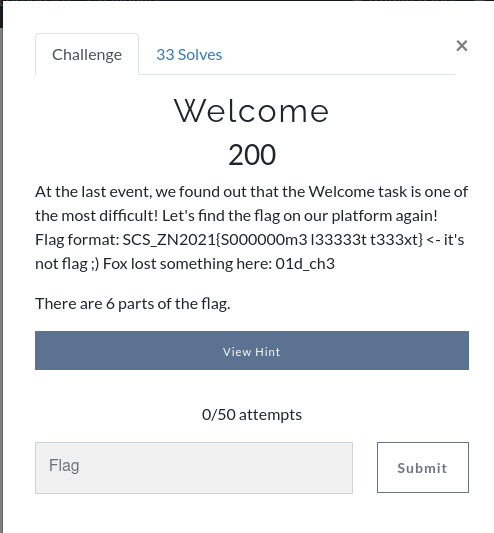 Challenge
33 Solves
×
Welcome
200
At the last event, we found out that the Welcome task is one of
the most difficult! Let's find the flag on our platform again!
Flag format: SCS_ZN2021{S000000m3 l33333t t333xt} <- it's
not flag ;) Fox lost something here: 01d_ch3
There are 6 parts of the flag.
View Hint
0/50 attempts
Flag
Submit